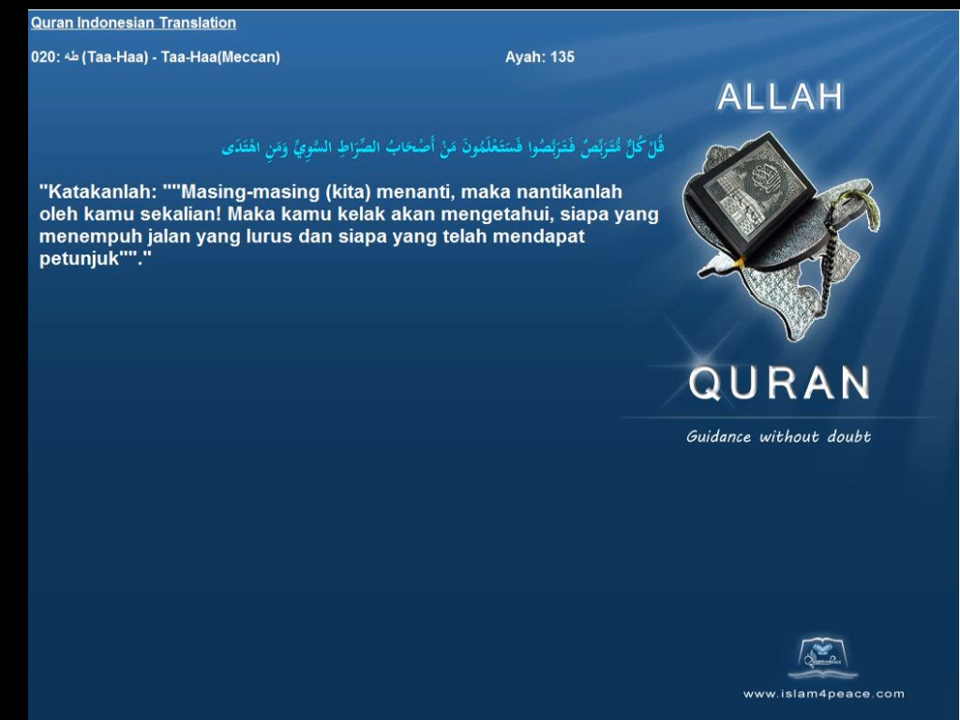 Quran Indonesian Translation
020: طه (Taa-Haa) - Taa-Haa(Meccan)
Ayah: 135
ALLAH
قُلْ كُلٌّ مُّتَرَبِّصٌ فَتَرَبَّصُوا فَسَتَعْلَمُونَ مَنْ أَصْحَابُ الصِّرَاطِ السَّوِيِّ وَمَنِ اهْتَدَى
"Katakanlah: ""Masing-masing (kita) menanti, maka nantikanlah
oleh kamu sekalian! Maka kamu kelak akan mengetahui, siapa yang
menempuh jalan yang lurus dan siapa yang telah mendapat
petunjuk""."
QURAN
Guidance without doubt
www.islam4peace.com